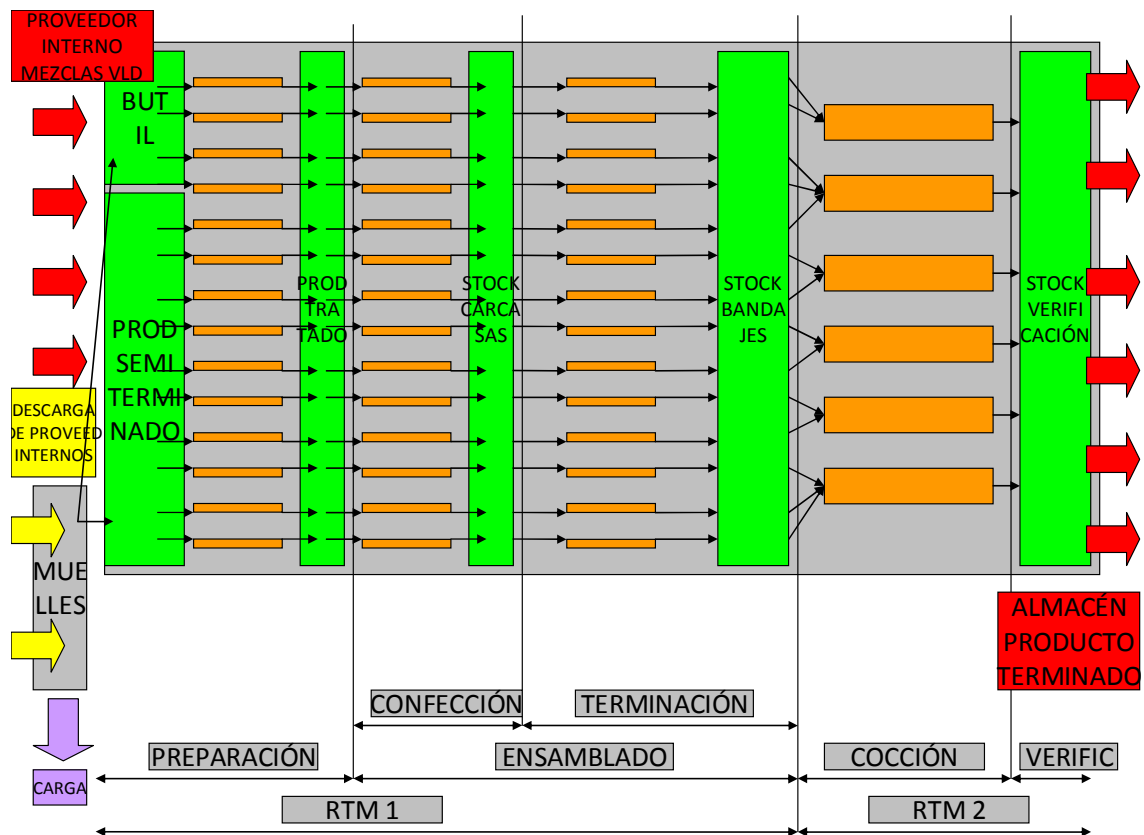 PROVEEDOR
INTERNO
MEZCLAS VLD
BUT
IL
PROD
SEMI
TERMI
NADO
PROD
TRA
TADO
STOCK
CARCA
SAS
STOCK
BANDA
JES
STOCK
VERIFI
CACIÓN
DESCARGA
DE PROVEED
INTERNOS
MUE
LLES
CARGA
ALMACÉN
PRODUCTO
TERMINADO
CONFECCIÓN
TERMINACIÓN
PREPARACIÓN
ENSAMBLADO
COCCIÓN
VERIFIC
RTM 1
RTM 2